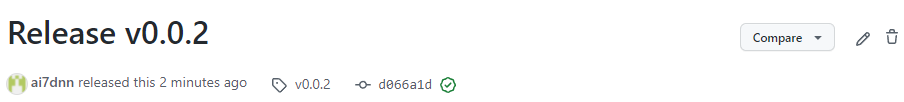 Release v0.0.2
Compare
ai7dnn released this 2 minutes ago v0.0.2 d066a1d